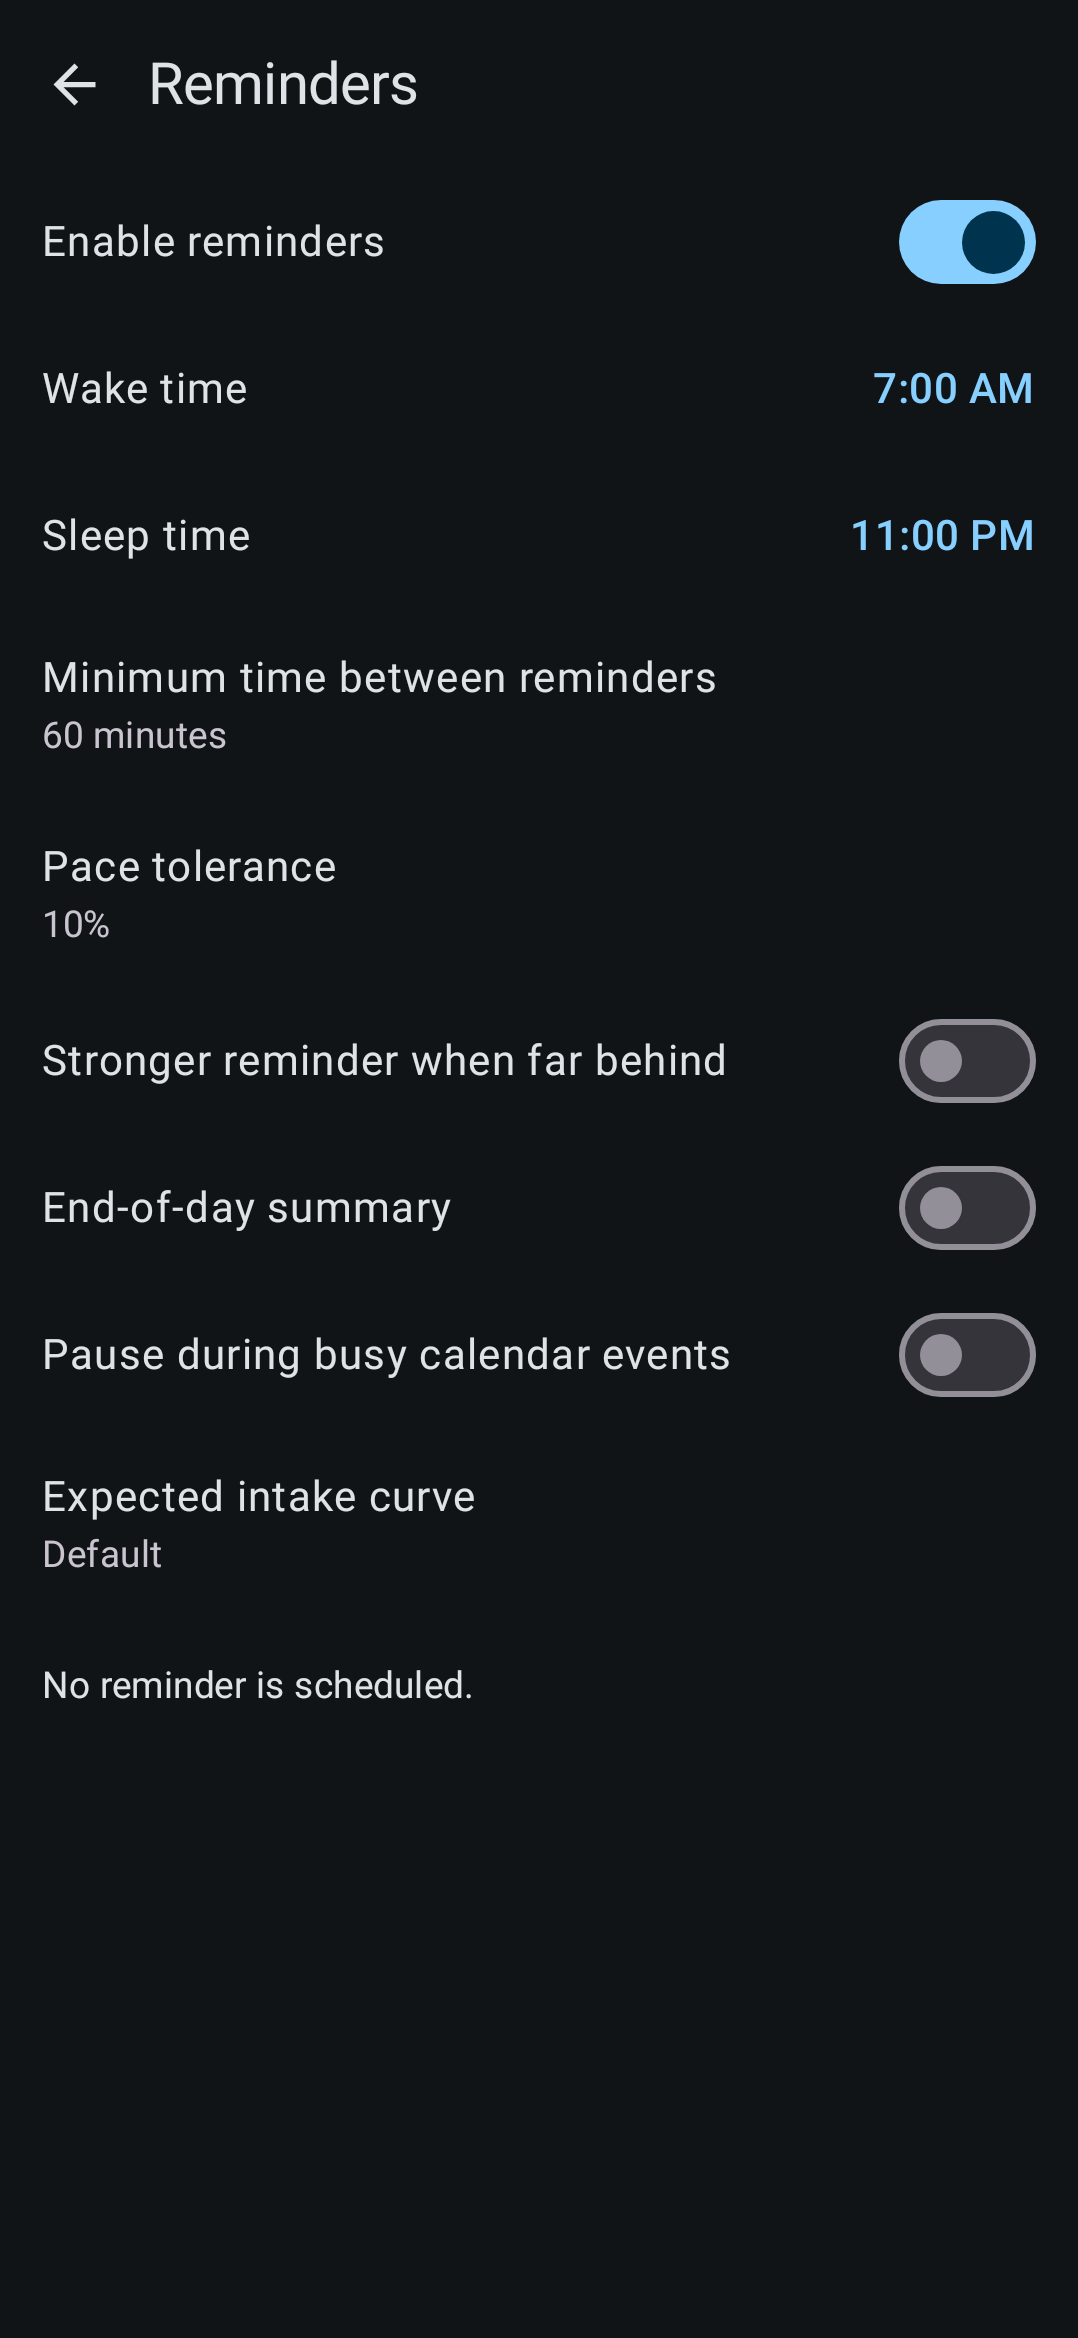 Reminders
Enable reminders
Wake time
7:00 AM
Sleep time
11:00 PM
Minimum time between reminders
60 minutes
Pace tolerance
10%
Stronger reminder when far behind
End-of-day summary
Pause during busy calendar events
Expected intake curve
Default
No reminder is scheduled.